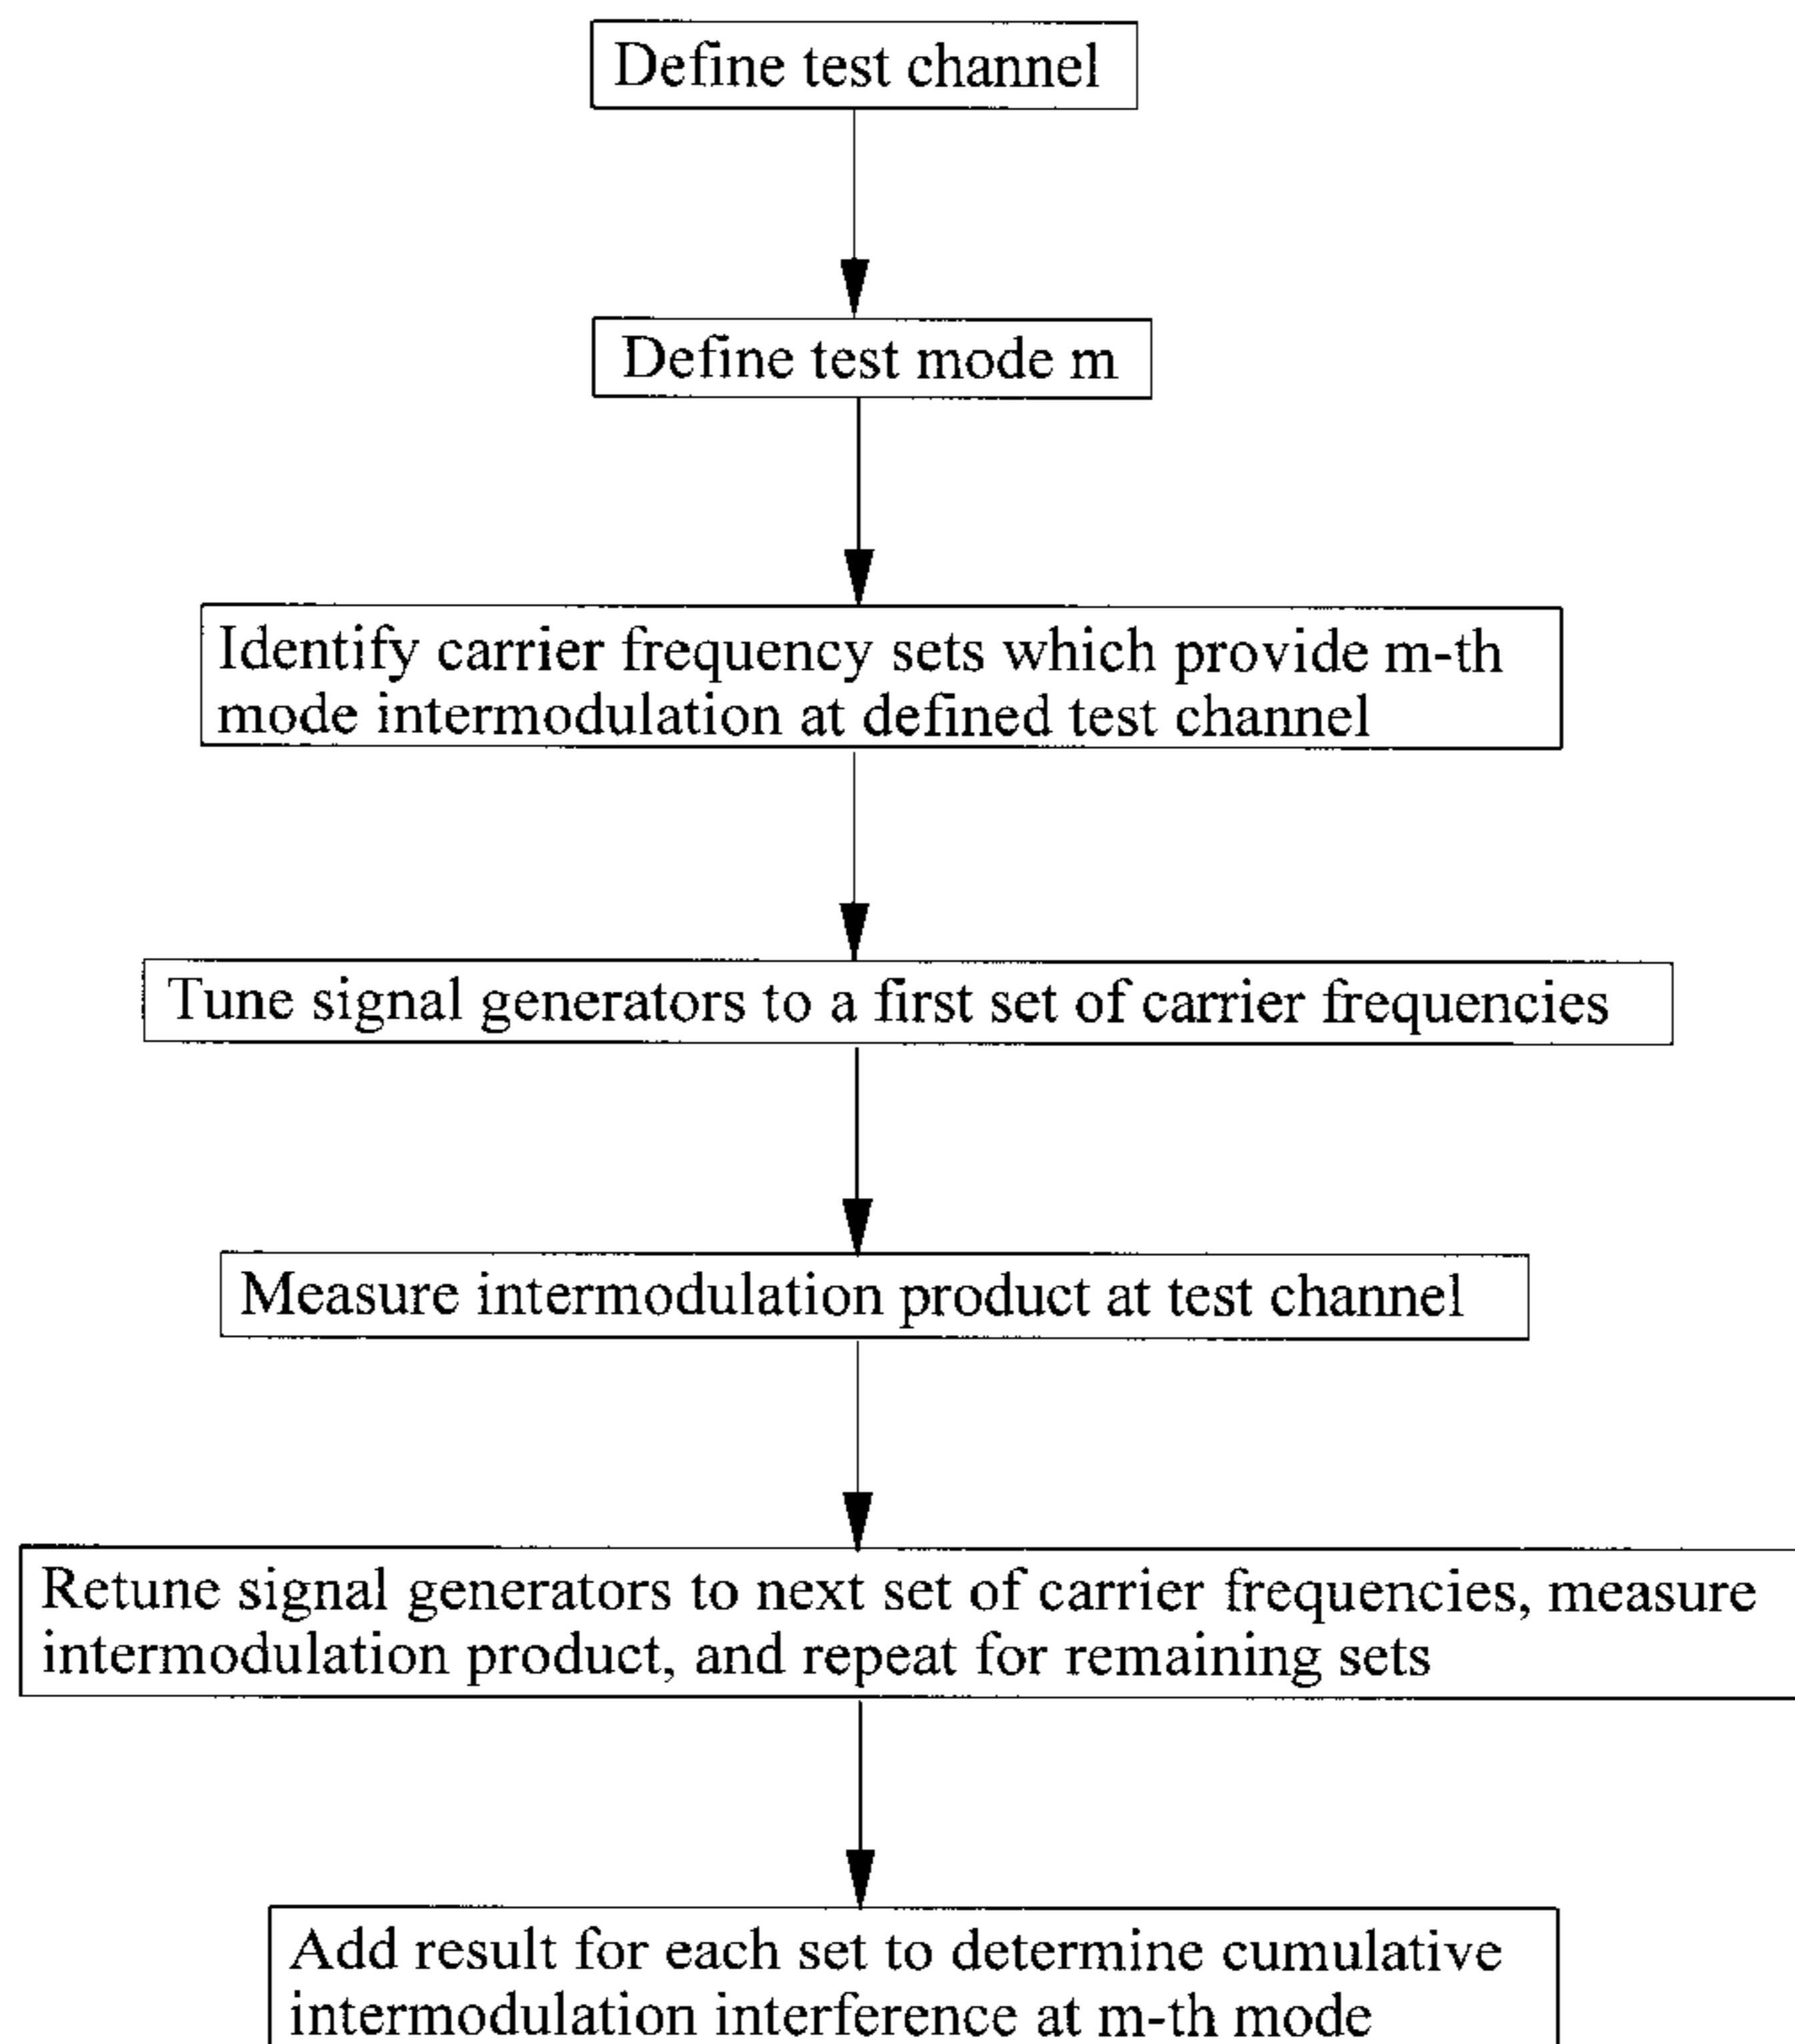 Define test channel
Define test mode m
Identify carrier frequency sets which provide m-th
mode intermodulation at defined test channel
Tune signal generators to a first set of carrier frequencies
Measure intermodulation product at test channel
Retune signal generators to next set of carrier frequencies, measure
intermodulation product, and repeat for remaining sets
Add result for each set to determine cumulative
intermodulation interference at m-th mode